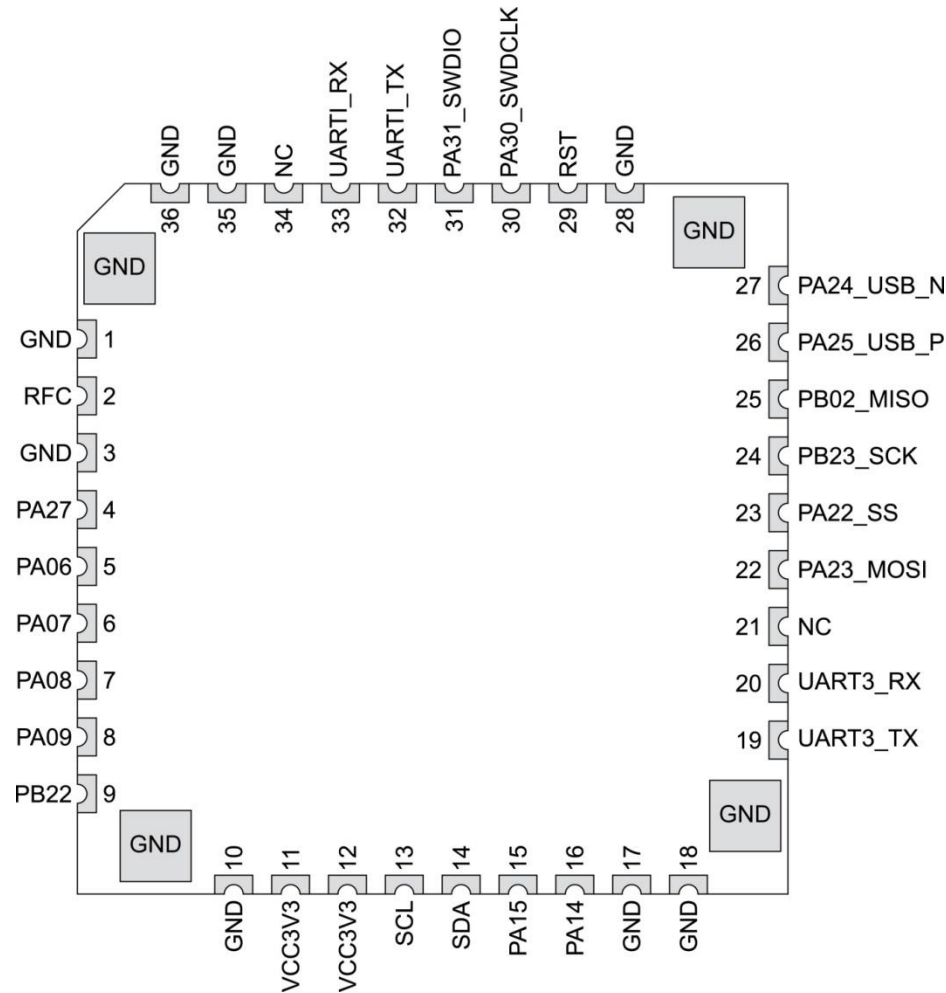 GND
GND
NC
UARTI_RX
UARTI_TX
PA31_SWDIO
PA30_SWDCLK
RST
GND
36
35
34
33
32
31
30
29
28
GND
GND
27 PA24_USB_N
26 PA25_USB_P
25 PB02_MISO
24 PB23_SCK
23 PA22_SS
22 PA23_MOSI
21 NC
20 UART3_RX
19 UART3_TX
GND 1
RFC 2
GND 3
PA27 4
PA06 5
PA07 6
PA08 7
PA09 8
PB22 9
GND
GND
10
11
12
13
14
15
16
17
18
GND
VCC3V3
VCC3V3
SCL
SDA
PA15
PA14
GND
GND